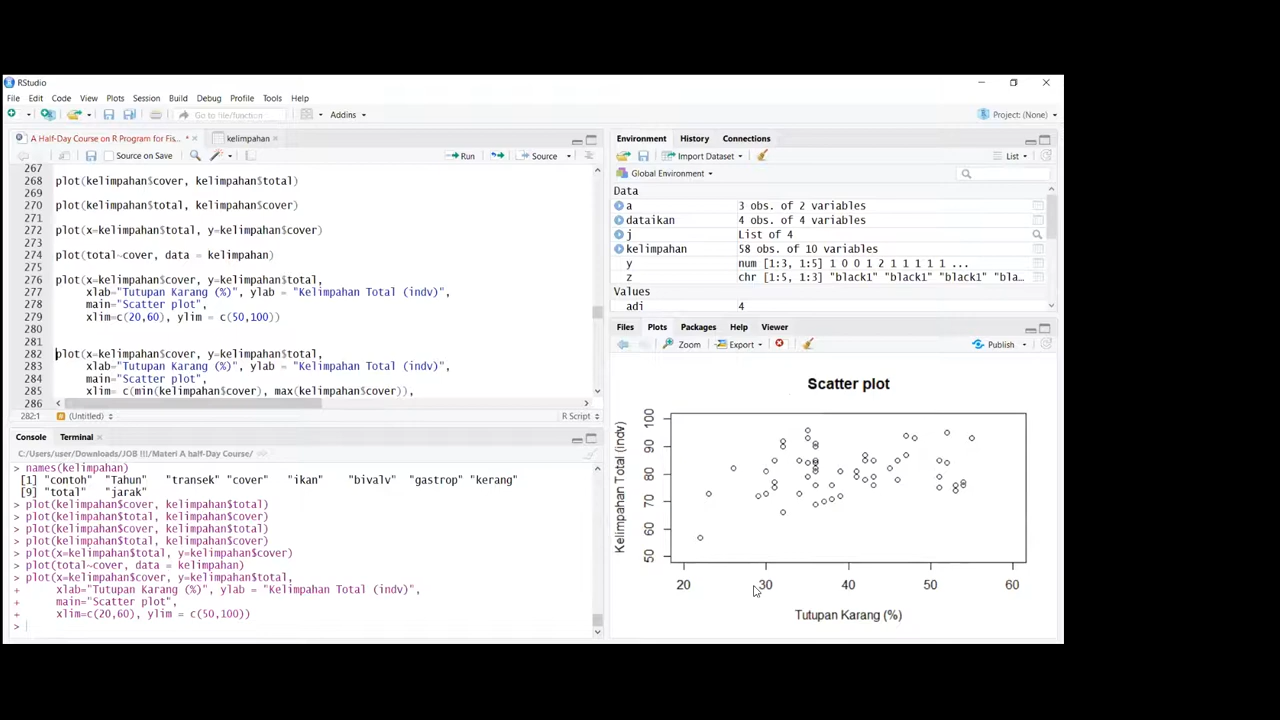 RStudio
File Edit Code View Plots Session Build Debug Profile Tools Help
Go to file/function Addins Project: (None)
A Half-Day Course on R Program for Fis... kelimpahan
Source on Save Run Source
267
268 plot(kelimpahan$cover, kelimpahan$total)
269
270 plot(kelimpahan$total, kelimpahan$cover)
271
272 plot(x=kelimpahan$total, y=kelimpahan$cover)
273
274 plot(total~cover, data = kelimpahan)
275
276 plot(x=kelimpahan$cover, y=kelimpahan$total,
277 xlab="Tutupan Karang (%)", ylab = "Kelimpahan Total (indv)",
278 main="Scatter plot",
279 xlim=c(20,60), ylim = c(50,100))
280
281
282 plot(x=kelimpahan$cover, y=kelimpahan$total,
283 xlab="Tutupan Karang (%)", ylab = "Kelimpahan Total (indv)",
284 main="Scatter plot",
285 xlim= c(min(kelimpahan$cover), max(kelimpahan$cover)),
286
282:1 (Untitled) R Script
Console Terminal
C:/Users/user/Downloads/JOB !!!/Materi A half-Day Course/
> names(kelimpahan)
[1] "contoh" "Tahun" "transek" "cover" "ikan" "bivalv" "gastrop" "kerang"
[9] "total" "jarak"
> plot(kelimpahan$cover, kelimpahan$total)
> plot(kelimpahan$total, kelimpahan$cover)
> plot(kelimpahan$cover, kelimpahan$total)
> plot(kelimpahan$total, kelimpahan$cover)
> plot(x=kelimpahan$total, y=kelimpahan$cover)
> plot(total~cover, data = kelimpahan)
> plot(x=kelimpahan$cover, y=kelimpahan$total,
+ xlab="Tutupan Karang (%)", ylab = "Kelimpahan Total (indv)",
+ main="Scatter plot",
+ xlim=c(20,60), ylim = c(50,100))
>
Environment History Connections
Import Dataset List
Global Environment
Data
a 3 obs. of 2 variables
dataikan 4 obs. of 4 variables
j List of 4
kelimpahan 58 obs. of 10 variables
y num [1:3, 1:5] 1 0 0 1 2 1 1 1 1 1 ...
z chr [1:5, 1:3] "black1" "black1" "black1" "bla...
Values
adi 4
Files Plots Packages Help Viewer
Zoom Export Publish
Scatter plot
Kelimpahan Total (indv)
100
90
80
70
60
50
20 30 40 50 60
Tutupan Karang (%)